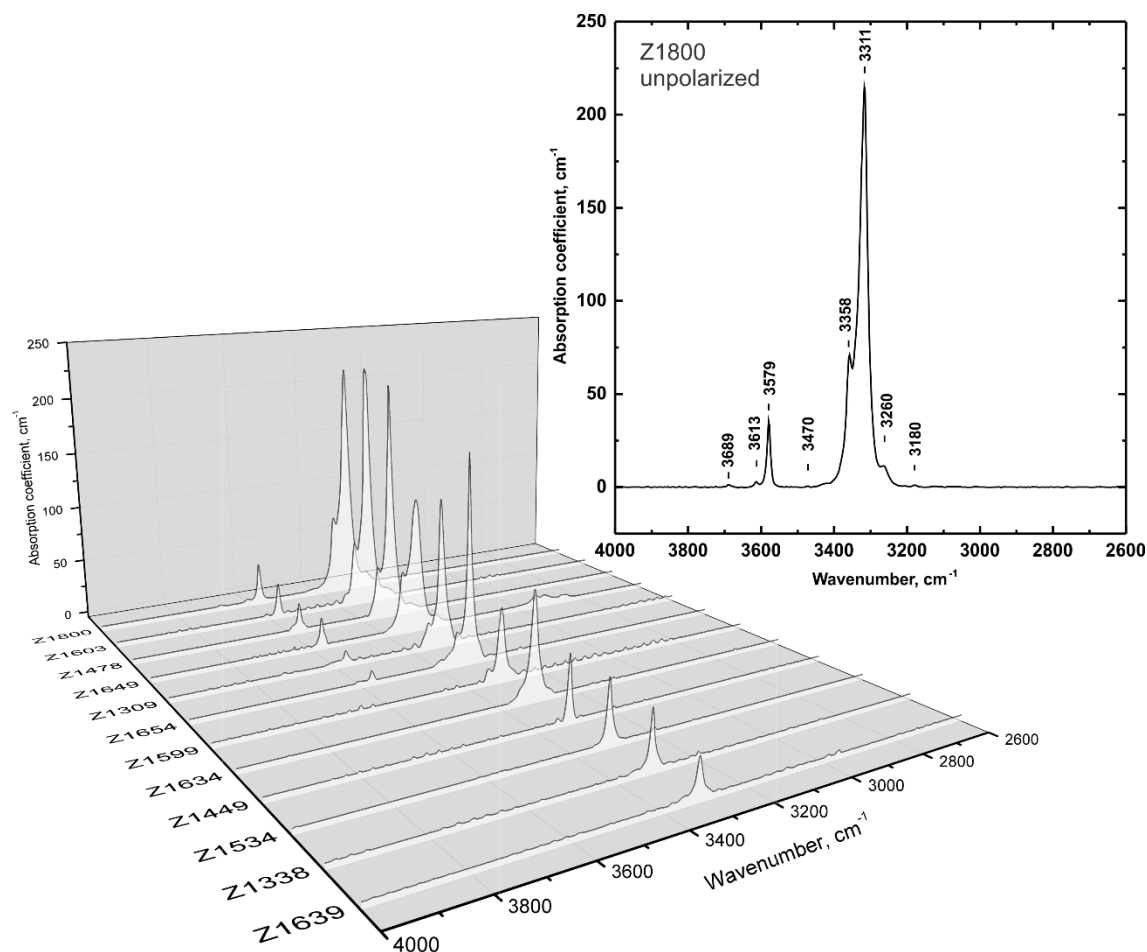 Z1800
unpolarized
Absorption coefficient, cm-1
250
200
150
100
50
0
3689
3613
3579
3470
3358
3311
3260
3180
4000 3800 3600 3400 3200 3000 2800 2600
Wavenumber, cm-1
Absorption coefficient, cm-1
250
200
150
100
50
0
Z1800
Z1603
Z1478
Z1649
Z1309
Z1654
Z1599
Z1634
Z1449
Z1534
Z1338
Z1639
4000
3800
3600
3400
3200
3000
2800
2600
Wavenumber, cm-1